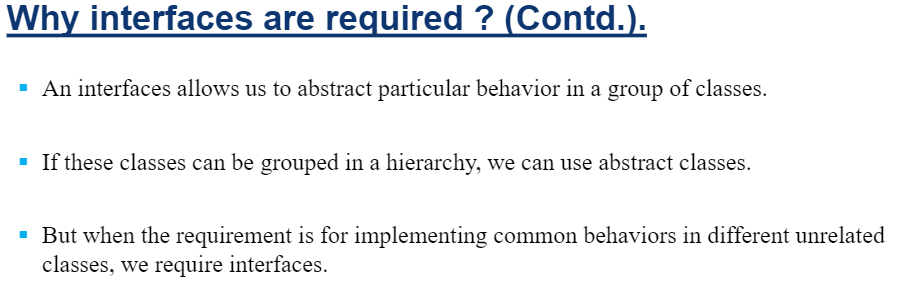 Why interfaces are required ? (Contd.).
An interfaces allows us to abstract particular behavior in a group of classes.
If these classes can be grouped in a hierarchy, we can use abstract classes.
But when the requirement is for implementing common behaviors in different unrelated
classes, we require interfaces.